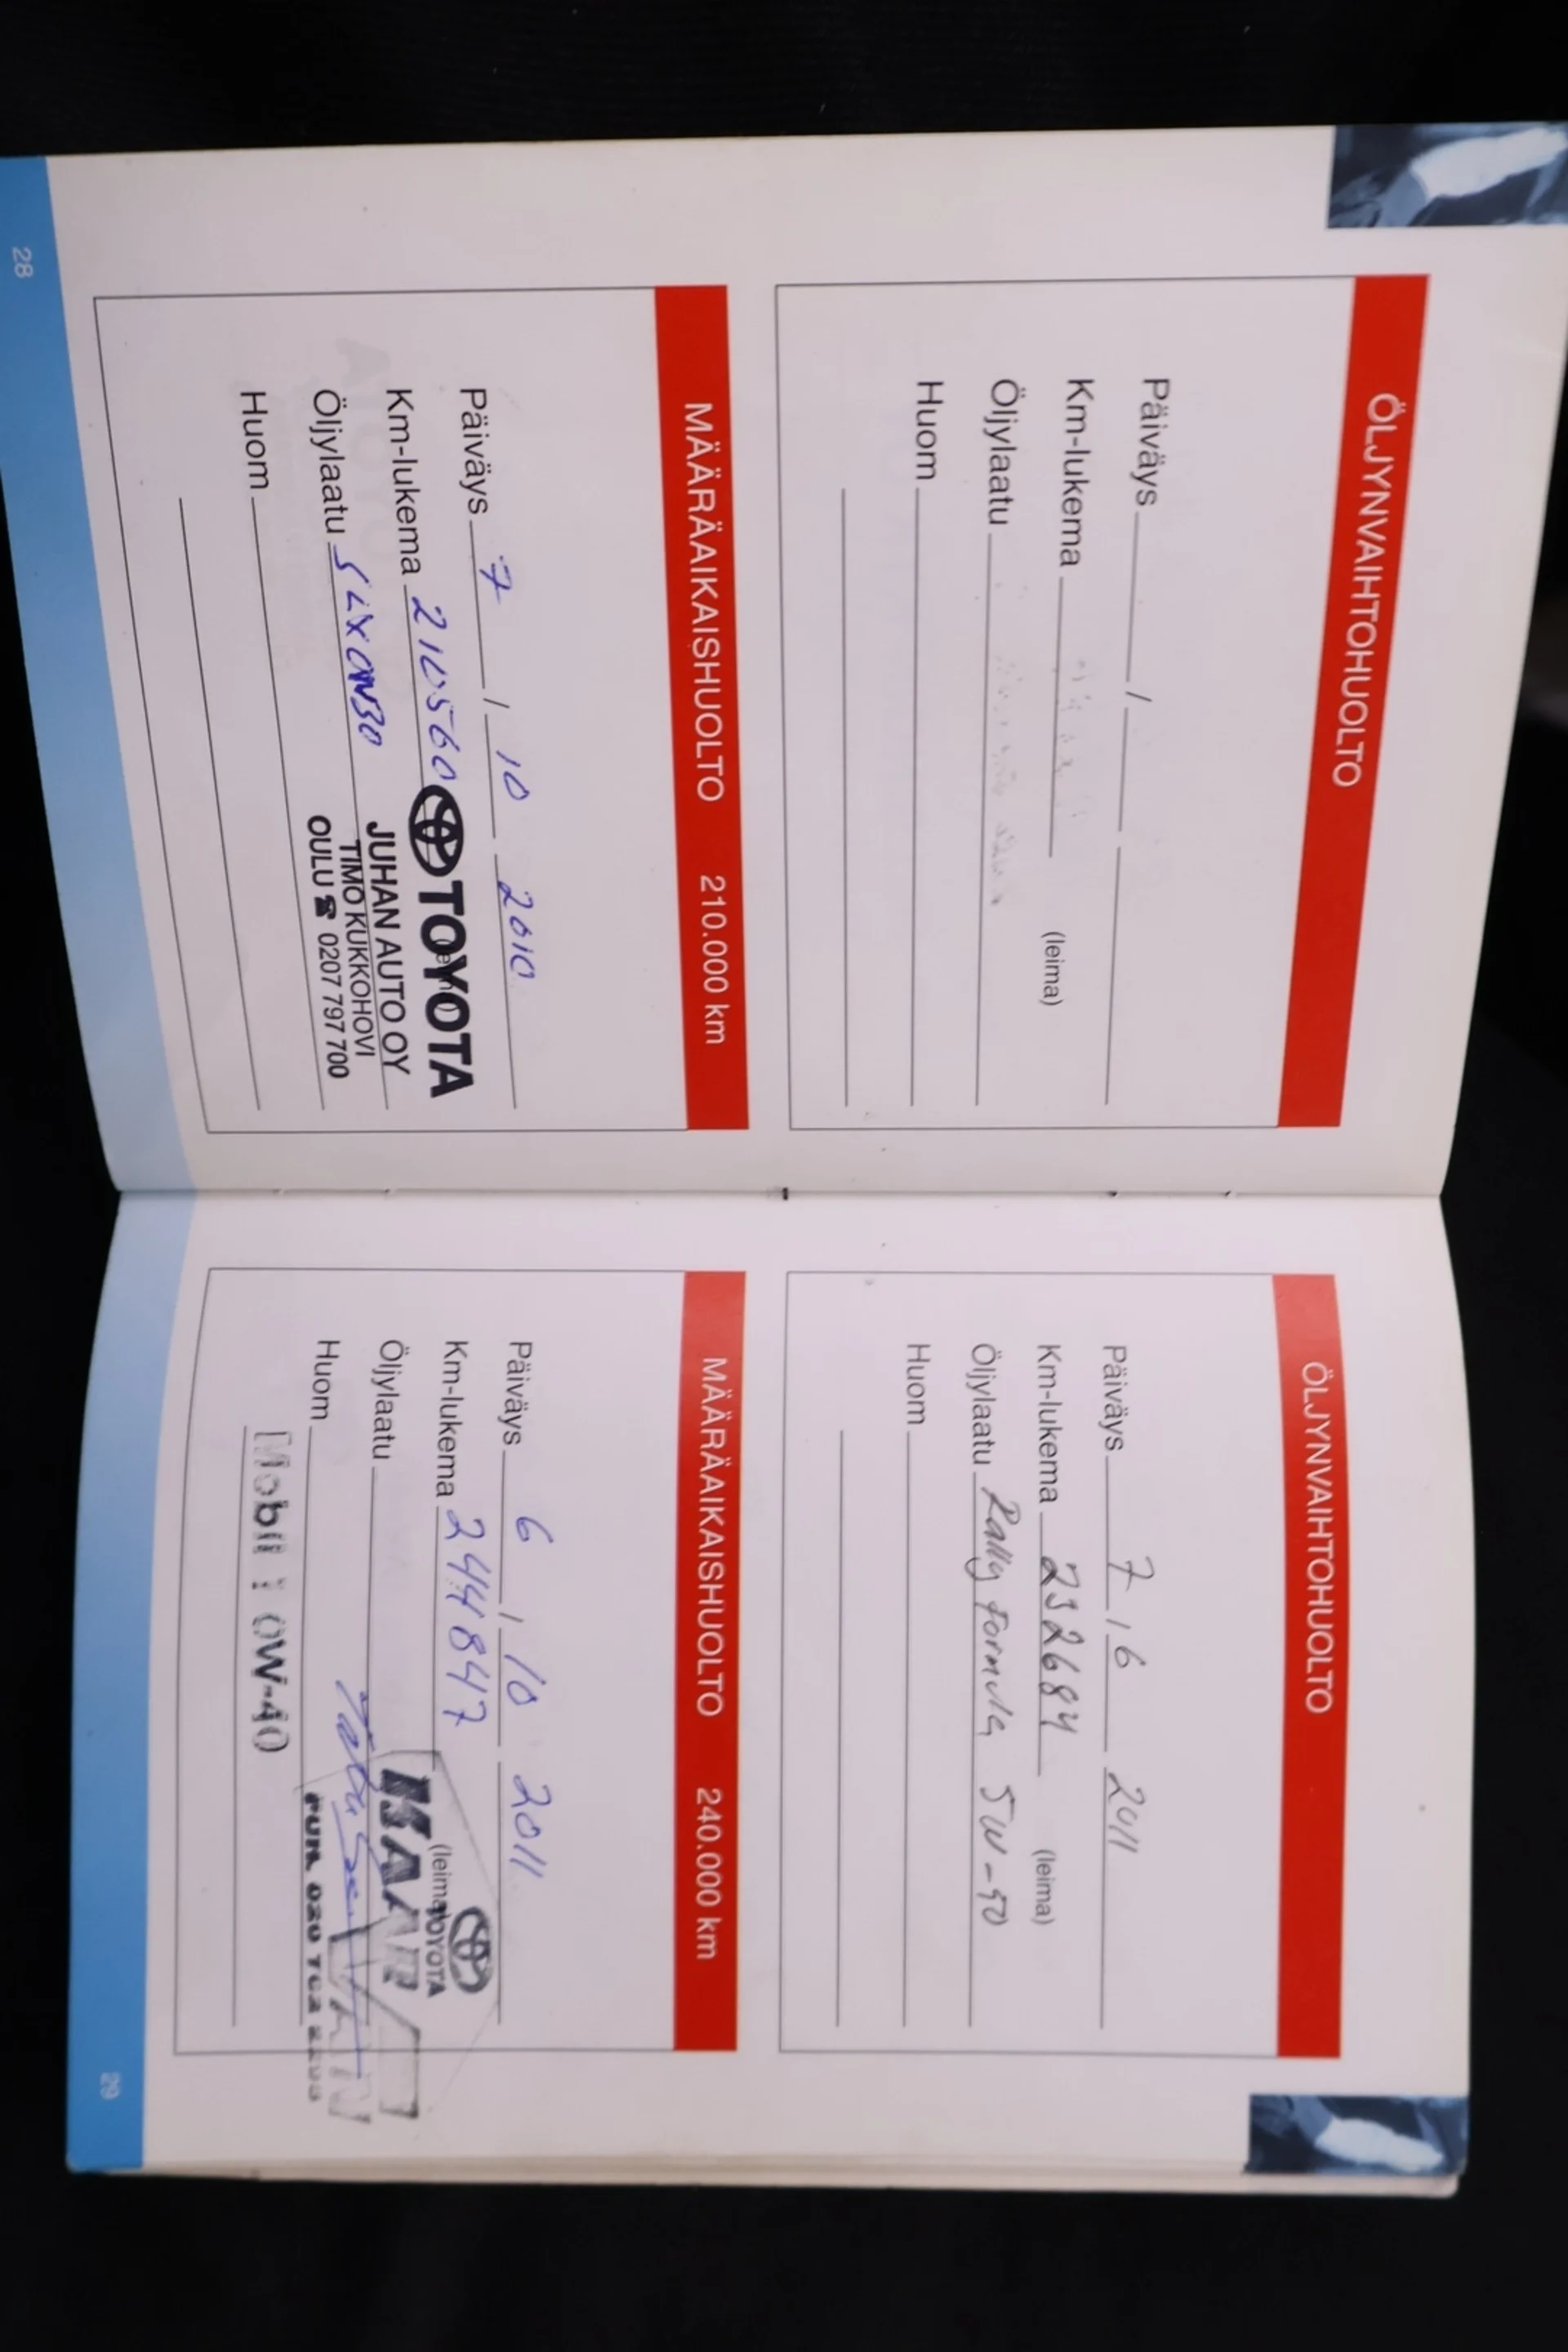 ÖLJYNVAIHTOHUOLTO
Päiväys / 
Km-lukema
(leima)
Öljylaatu
Huom
MÄÄRÄAIKAISHUOLTO 210.000 km
Päiväys 7 / 10 2010
Km-lukema 210560
TOYOTA
JUHAN AUTO OY
TIMO KUKKOHOVI
OULU ☎ 0207 797 700
Öljylaatu
Huom
28
ÖLJYNVAIHTOHUOLTO
Päiväys 7 / 6 2011
Km-lukema 232684
(leima)
Öljylaatu Rally Formula 5W-40
Huom
MÄÄRÄAIKAISHUOLTO 240.000 km
Päiväys 6 / 10 2011
Km-lukema 244847
(leima)
TOYOTA
Öljylaatu
Huom
Mobil 1 0W-40
29